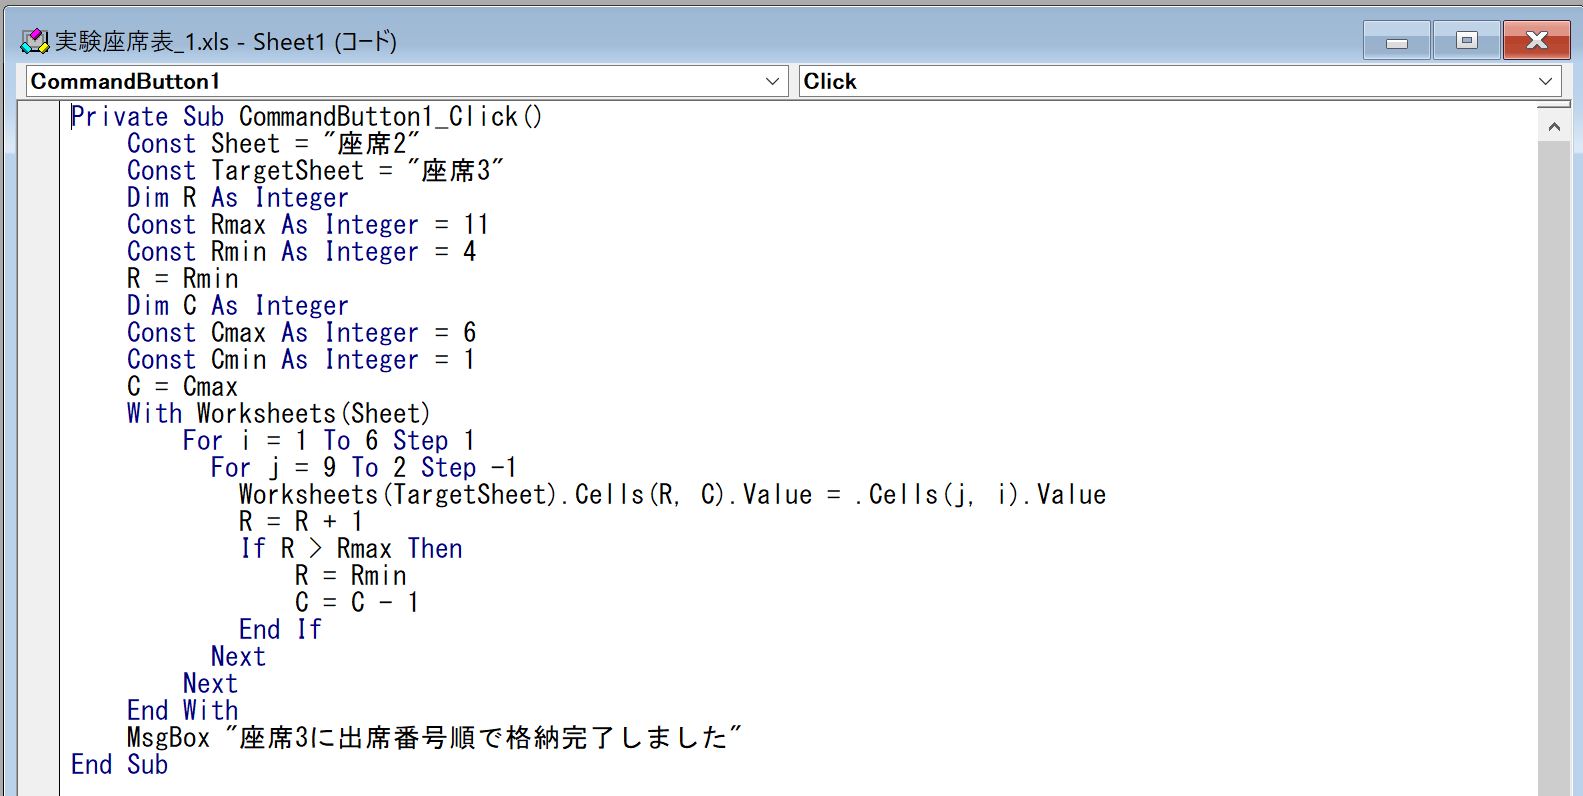 実験座席表_1.xls - Sheet1 (コード)
CommandButton1
Click
Private Sub CommandButton1_Click()
Const Sheet = "座席2"
Const TargetSheet = "座席3"
Dim R As Integer
Const Rmax As Integer = 11
Const Rmin As Integer = 4
R = Rmin
Dim C As Integer
Const Cmax As Integer = 6
Const Cmin As Integer = 1
C = Cmax
With Worksheets(Sheet)
For i = 1 To 6 Step 1
For j = 9 To 2 Step -1
Worksheets(TargetSheet).Cells(R, C).Value = .Cells(j, i).Value
R = R + 1
If R > Rmax Then
R = Rmin
C = C - 1
End If
Next
Next
End With
MsgBox "座席3に出席番号順で格納完了しました"
End Sub